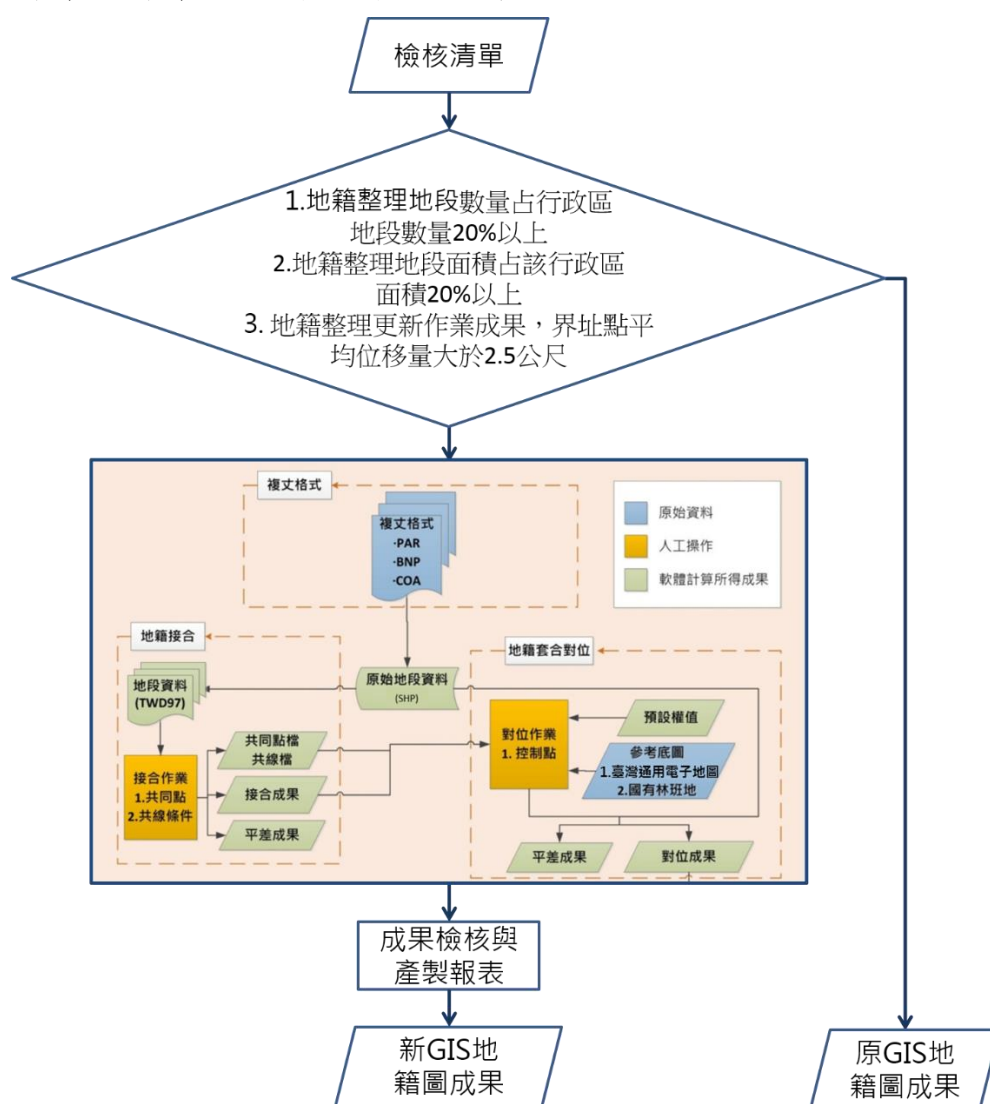 檢核清單
1.地籍整理地段數量占行政區
地段數量20%以上
2.地籍整理地段面積占該行政區
面積20%以上
3. 地籍整理更新作業成果，界址點平
均位移量大於2.5公尺
複丈格式
複丈格式
·PAR
·BNP
·COA
原始資料
人工操作
軟體計算所得成果
地籍接合
地段資料
(TWD97)
原始地段資料
(SHP)
接合作業
1.共同點
2.共線條件
共同點檔
共線檔
接合成果
平差成果
地籍套合對位
對位作業
1. 控制點
預設權值
參考底圖
1.臺灣通用電子地圖
2.國有林班地
平差成果
對位成果
成果檢核與
產製報表
新GIS地
籍圖成果
原GIS地
籍圖成果